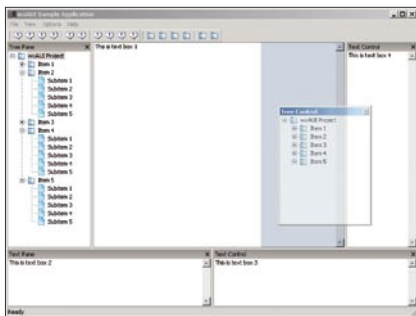 wxAUI Sample Application
File View Options Help
Tree Pane
wxAUI Project
Item 1
Item 2
Subitem 1
Subitem 2
Subitem 3
Subitem 4
Subitem 5
Item 3
Item 4
Subitem 1
Subitem 2
Subitem 3
Subitem 4
Subitem 5
Item 5
Subitem 1
Subitem 2
Subitem 3
Subitem 4
Subitem 5
This is text box 1
Tree Control
wxAUI Project
Item 1
Item 2
Item 3
Item 4
Item 5
Text Control
This is text box 4
Text Pane
This is text box 2
Text Control
This is text box 3
Ready